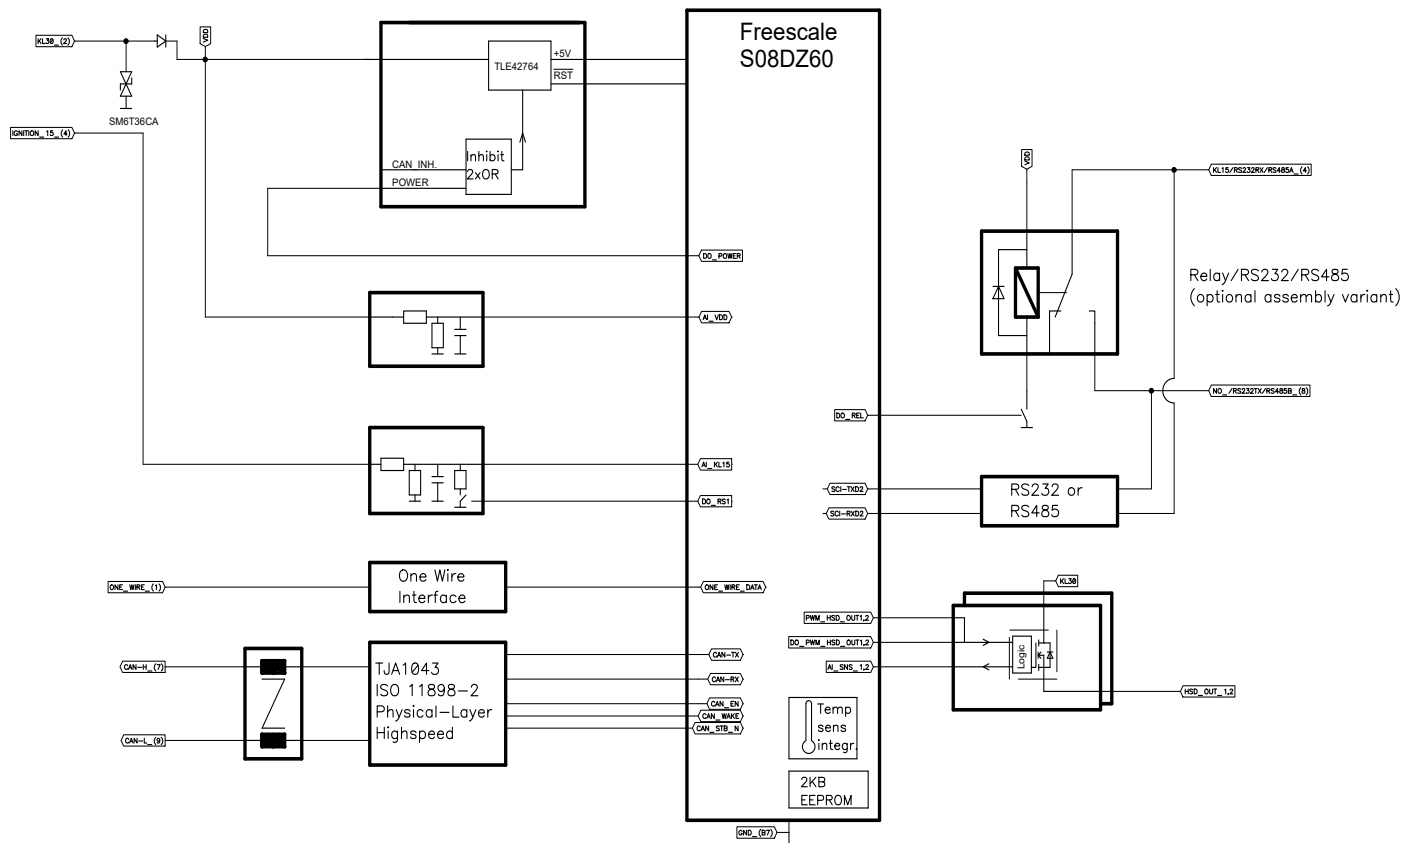 Freescale
S08DZ60
KL30_(2)
VDD
SM6T36CA
IGNITION_15_(4)
TLE42764
+5V
RST
CAN_INH.
POWER
Inhibit
2xOR
DO_POWER
AI_VDD
AI_KL15
DO_RS1
ONE_WIRE_(1)
One Wire
Interface
ONE_WIRE_DATA
CAN-H_(7)
CAN-L_(9)
TJA1043
ISO 11898-2
Physical-Layer
Highspeed
CAN-TX
CAN-RX
CAN_EN
CAN_WAKE
CAN_STB_N
VDD
KL15/RS232RX/RS485A_(4)
Relay/RS232/RS485
(optional assembly variant)
NO_/RS232TX/RS485B_(8)
DO_REL
SCI-TXD2
SCI-RXD2
RS232 or
RS485
KL30
PWM_HSD_OUT1,2
DO_PWM_HSD_OUT1,2
AI_SNS_1,2
Logic
HSD_OUT_1,2
Temp
sens
integr.
2KB
EEPROM
GND_(B7)